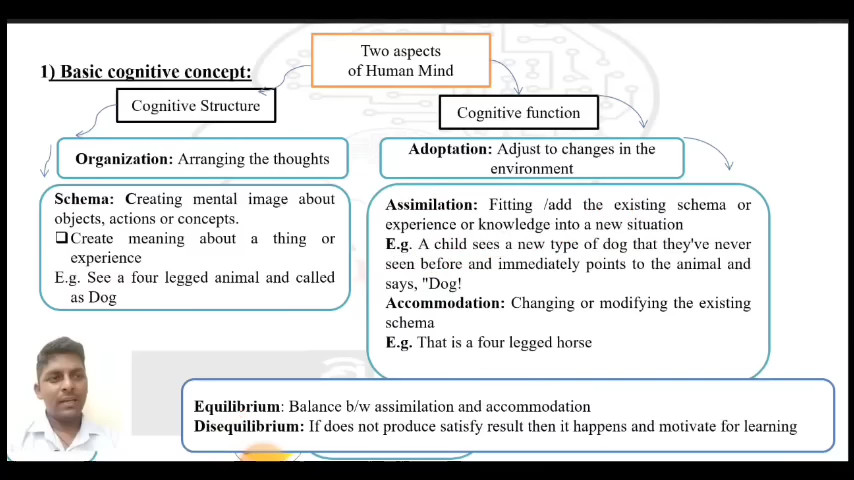 Two aspects
of Human Mind
1) Basic cognitive concept:
Cognitive Structure
Cognitive function
Organization: Arranging the thoughts
Adoptation: Adjust to changes in the
environment
Schema: Creating mental image about
objects, actions or concepts.
❑Create meaning about a thing or
experience
E.g. See a four legged animal and called
as Dog
Assimilation: Fitting /add the existing schema or
experience or knowledge into a new situation
E.g. A child sees a new type of dog that they've never
seen before and immediately points to the animal and
says, "Dog!
Accommodation: Changing or modifying the existing
schema
E.g. That is a four legged horse
Equilibrium: Balance b/w assimilation and accommodation
Disequilibrium: If does not produce satisfy result then it happens and motivate for learning